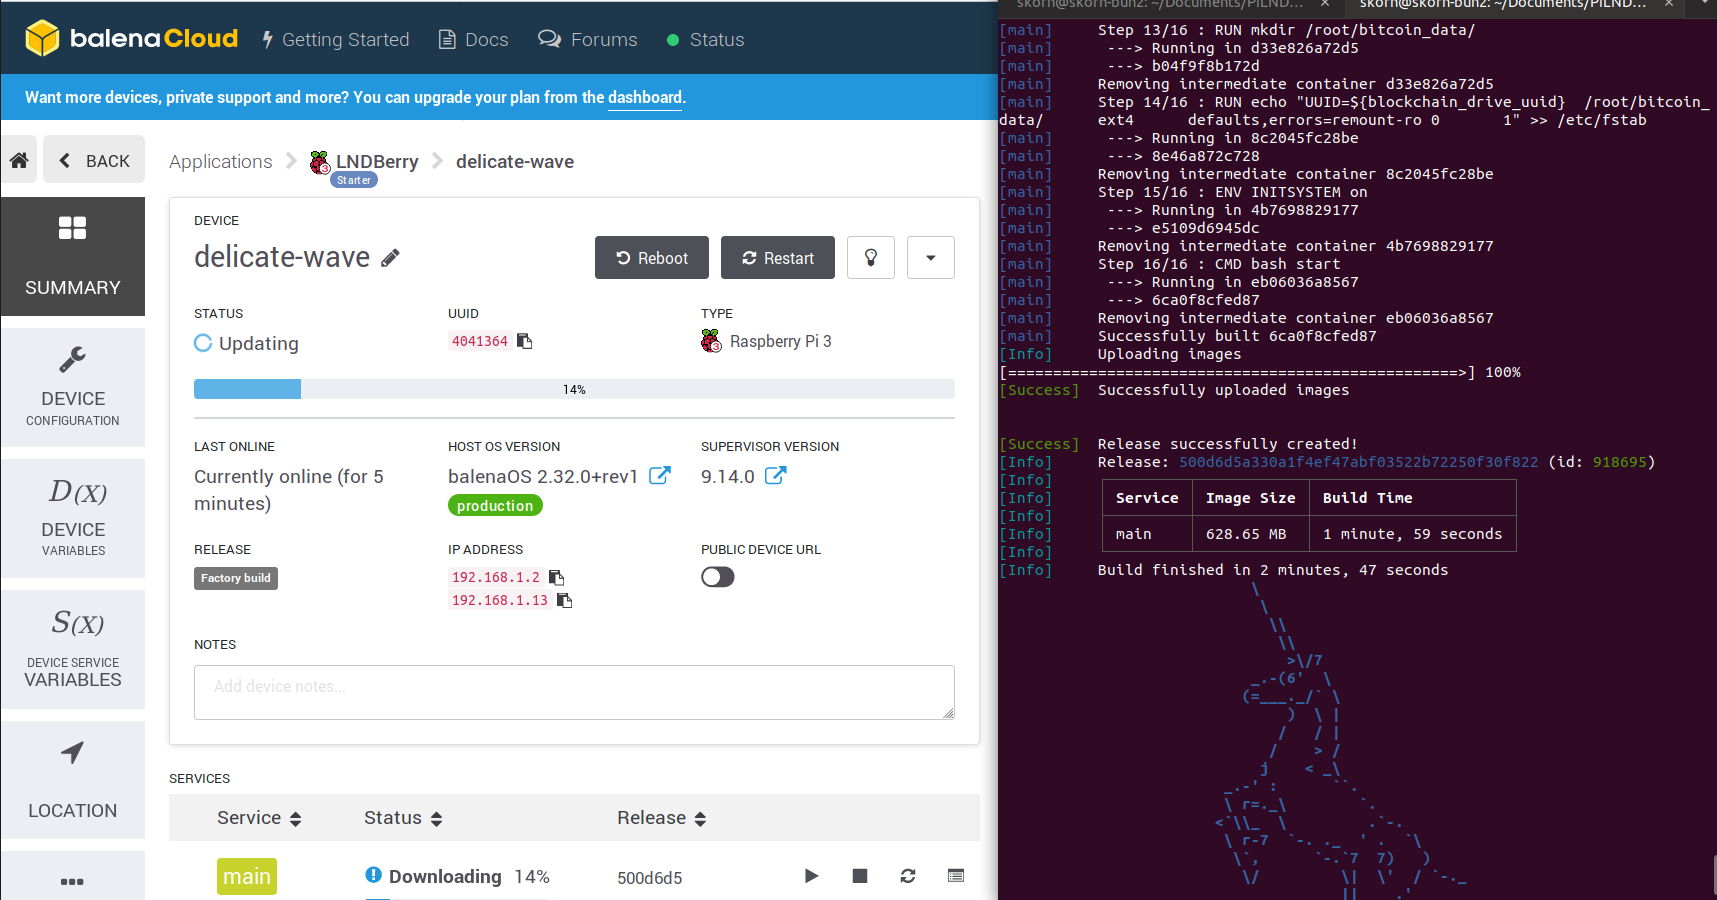 balenaCloud Getting Started Docs Forums Status
Want more devices, private support and more? You can upgrade your plan from the dashboard.
BACK
Applications LNDBerry delicate-wave
Starter
SUMMARY
DEVICE
CONFIGURATION
D(X)
DEVICE
VARIABLES
S(X)
DEVICE SERVICE
VARIABLES
LOCATION
DEVICE
delicate-wave
Reboot Restart
STATUS UUID TYPE
Updating 4041364 Raspberry Pi 3
14%
LAST ONLINE HOST OS VERSION SUPERVISOR VERSION
Currently online (for 5 minutes) balenaOS 2.32.0+rev1 9.14.0
production
RELEASE IP ADDRESS PUBLIC DEVICE URL
Factory build 192.168.1.2
192.168.1.13
NOTES
Add device notes...
SERVICES
Service Status Release
main Downloading 14% 500d6d5
skorn@skorn-bun2: ~/Documents/PiLND... × skorn@skorn-bun2: ~/Documents/PiLND... ×
[main] Step 13/16 : RUN mkdir /root/bitcoin_data/
[main] ---> Running in d33e826a72d5
[main] ---> b04f9f8b172d
[main] Removing intermediate container d33e826a72d5
[main] Step 14/16 : RUN echo "UUID=${blockchain_drive_uuid} /root/bitcoin_
data/ ext4 defaults,errors=remount-ro 0 1" >> /etc/fstab
[main] ---> Running in 8c2045fc28be
[main] ---> 8e46a872c728
[main] Removing intermediate container 8c2045fc28be
[main] Step 15/16 : ENV INITSYSTEM on
[main] ---> Running in 4b7698829177
[main] ---> e5109d6945dc
[main] Removing intermediate container 4b7698829177
[main] Step 16/16 : CMD bash start
[main] ---> Running in eb06036a8567
[main] ---> 6ca0f8cfed87
[main] Removing intermediate container eb06036a8567
[main] Successfully built 6ca0f8cfed87
[Info] Uploading images
[==================================================>] 100%
[Success] Successfully uploaded images
[Success] Release successfully created!
[Info] Release: 500d6d5a330a1f4ef47abf03522b72250f30f822 (id: 918695)
[Info]
[Info] Service Image Size Build Time
[Info]
[Info] main 628.65 MB 1 minute, 59 seconds
[Info]
[Info] Build finished in 2 minutes, 47 seconds